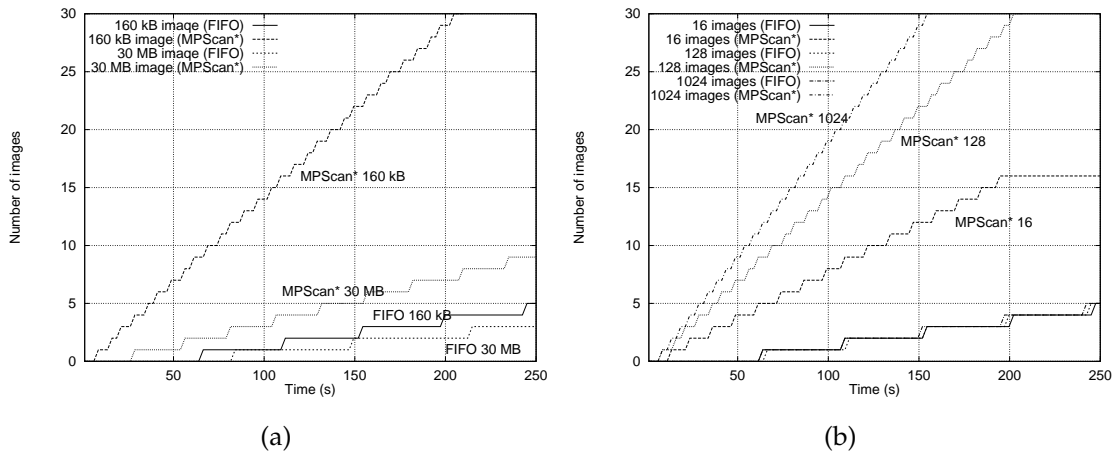 30
25
20
15
10
5
0
Number of images
160 kB image (FIFO)
160 kB image (MPScan*)
30 MB image (FIFO)
30 MB image (MPScan*)
MPScan* 160 kB
MPScan* 30 MB
FIFO 160 kB
FIFO 30 MB
50 100 150 200 250
Time (s)
(a)
30
25
20
15
10
5
0
Number of images
16 images (FIFO)
16 images (MPScan*)
128 images (FIFO)
128 images (MPScan*)
1024 images (FIFO)
1024 images (MPScan*)
MPScan* 1024
MPScan* 128
MPScan* 16
50 100 150 200 250
Time (s)
(b)